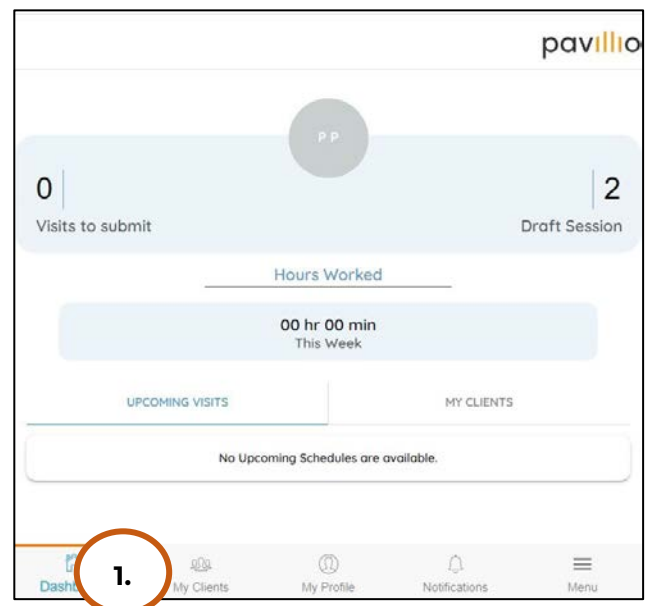 pavillio
P P
0
2
Visits to submit
Draft Session
Hours Worked
00 hr 00 min
This Week
UPCOMING VISITS
MY CLIENTS
No Upcoming Schedules are available.
1.
My Clients
My Profile
Notifications
Menu